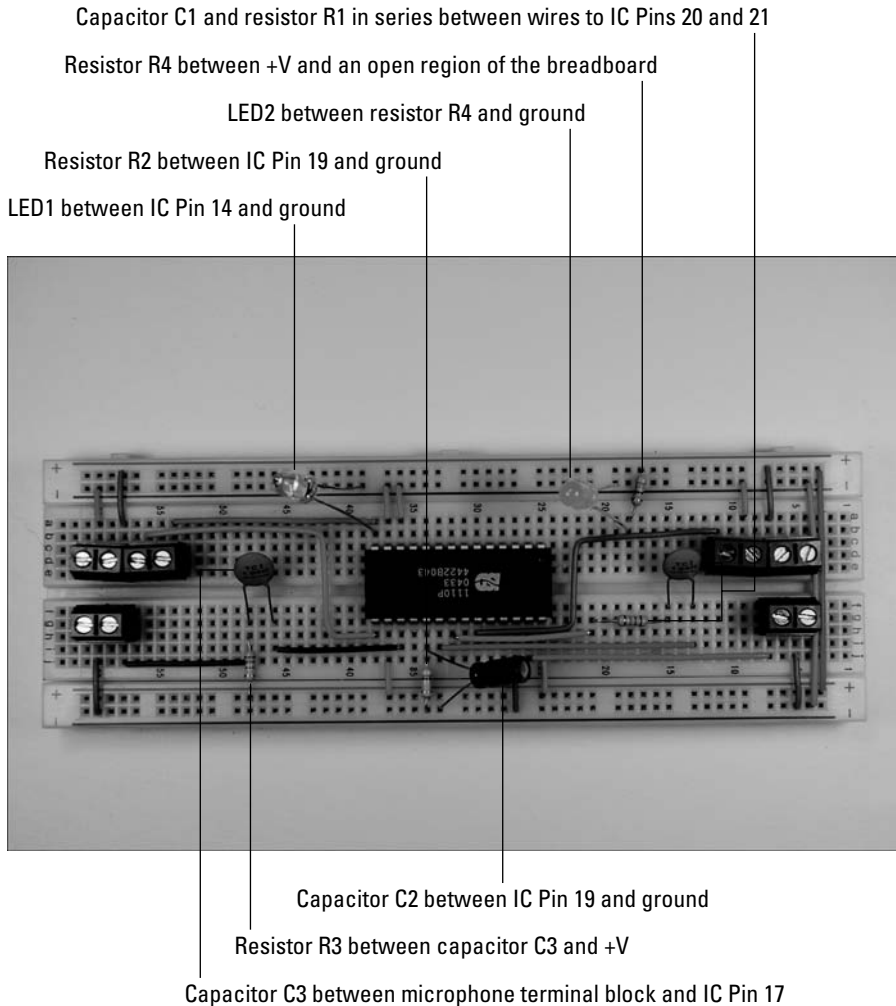 Capacitor C1 and resistor R1 in series between wires to IC Pins 20 and 21
Resistor R4 between +V and an open region of the breadboard
LED2 between resistor R4 and ground
Resistor R2 between IC Pin 19 and ground
LED1 between IC Pin 14 and ground
Capacitor C2 between IC Pin 19 and ground
Resistor R3 between capacitor C3 and +V
Capacitor C3 between microphone terminal block and IC Pin 17